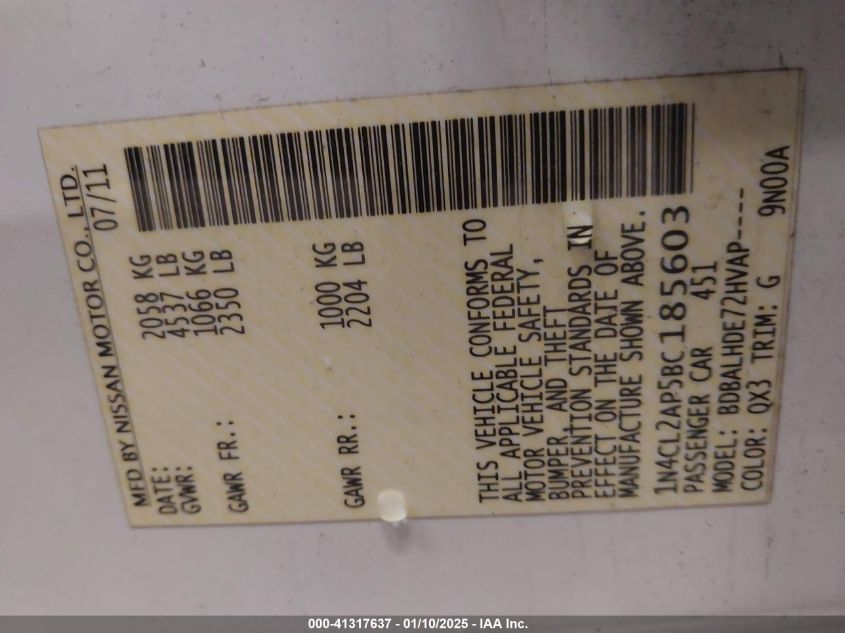 MFD BY NISSAN MOTOR CO., LTD.
DATE: 07/11
GVWR: 2058 KG
4537 LB
GAWR FR.: 1066 KG
2350 LB
GAWR RR.: 1000 KG
2204 LB
THIS VEHICLE CONFORMS TO
ALL APPLICABLE FEDERAL
MOTOR VEHICLE SAFETY,
BUMPER, AND THEFT
PREVENTION STANDARDS IN
EFFECT ON THE DATE OF
MANUFACTURE SHOWN ABOVE.
1N4CL2AP5BC185603
PASSENGER CAR 451
MODEL: BDBALHDE72HVAP----
COLOR: QX3 TRIM: G 9N00A
000-41317637 - 01/10/2025 - IAA Inc.